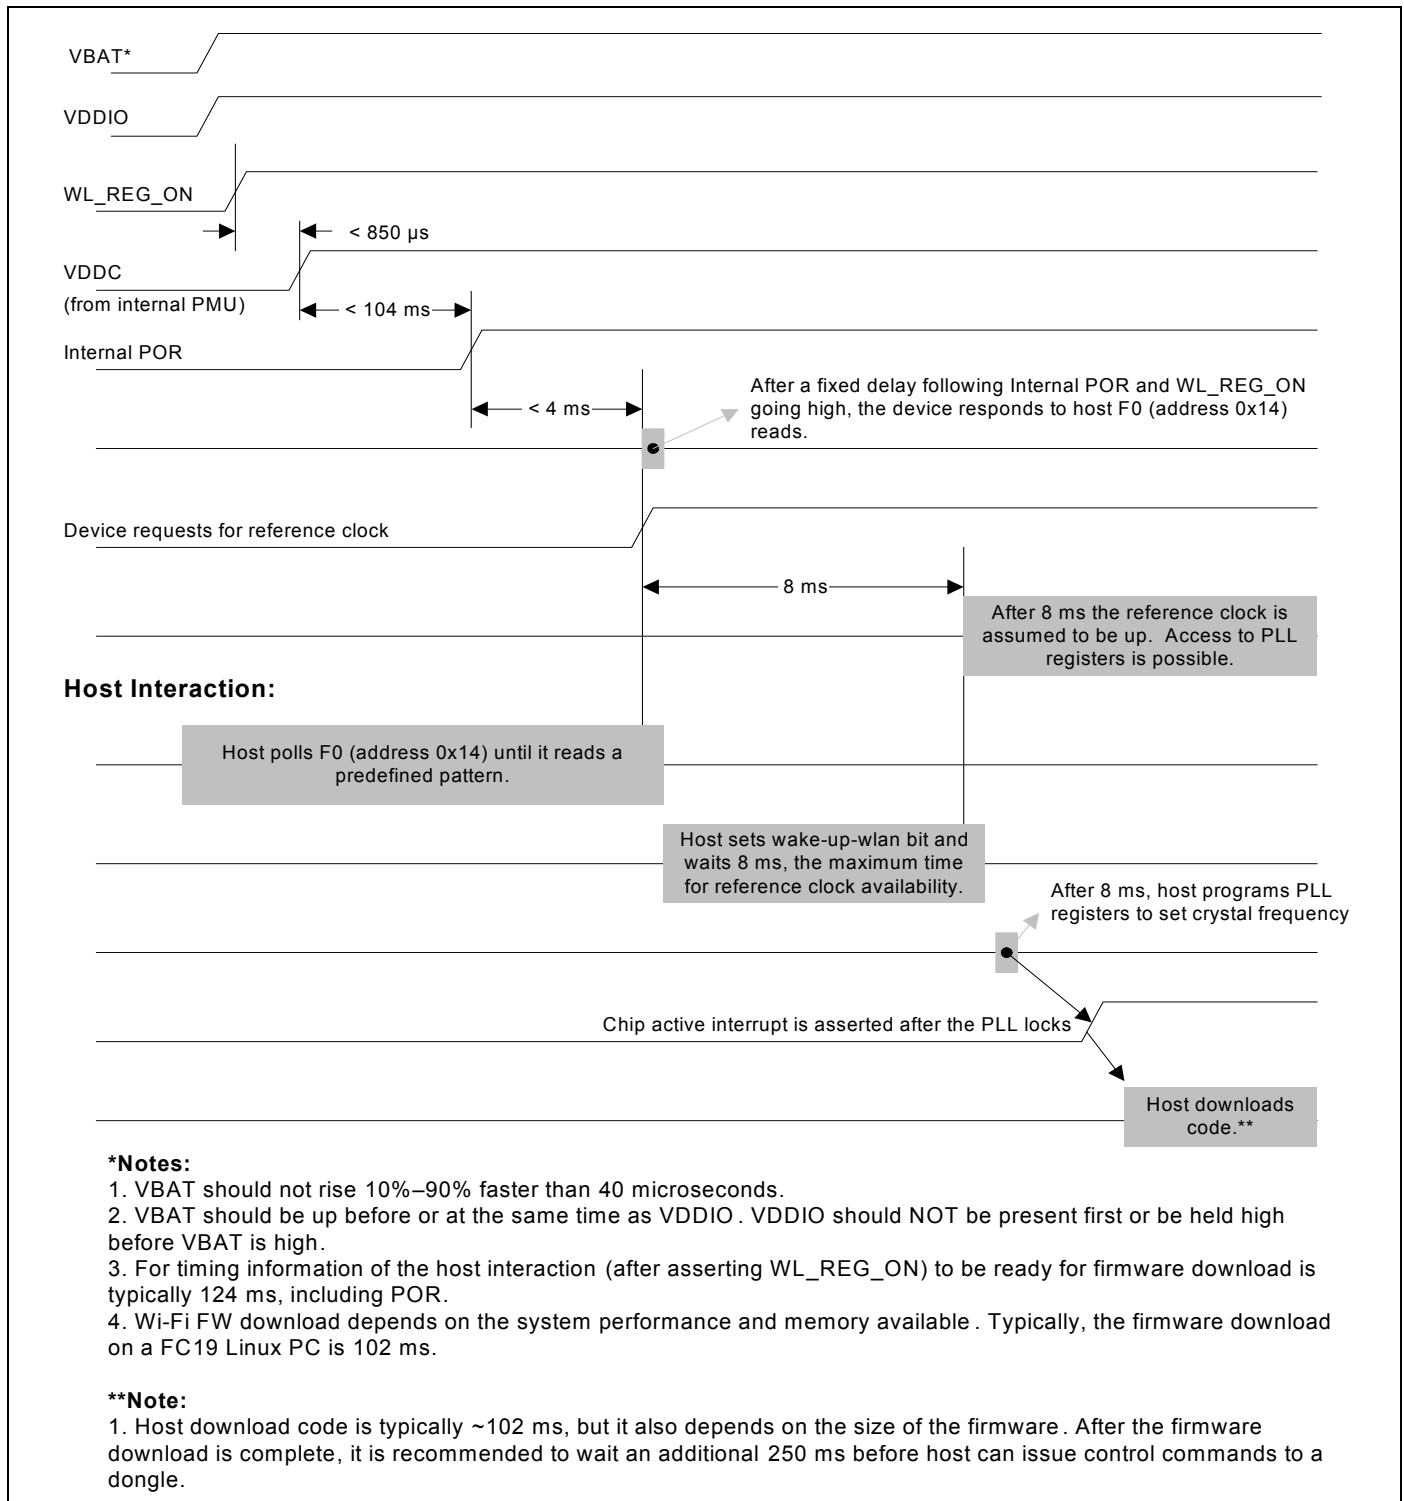 VBAT*
VDDIO
WL_REG_ON
< 850 µs
VDDC
(from internal PMU)
< 104 ms
Internal POR
< 4 ms
After a fixed delay following Internal POR and WL_REG_ON
going high, the device responds to host F0 (address 0x14)
reads.
Device requests for reference clock
8 ms
After 8 ms the reference clock is
assumed to be up. Access to PLL
registers is possible.
Host Interaction:
Host polls F0 (address 0x14) until it reads a
predefined pattern.
Host sets wake-up-wlan bit and
waits 8 ms, the maximum time
for reference clock availability.
After 8 ms, host programs PLL
registers to set crystal frequency
Chip active interrupt is asserted after the PLL locks
Host downloads
code.**
*Notes:
1. VBAT should not rise 10%–90% faster than 40 microseconds.
2. VBAT should be up before or at the same time as VDDIO. VDDIO should NOT be present first or be held high
before VBAT is high.
3. For timing information of the host interaction (after asserting WL_REG_ON) to be ready for firmware download is
typically 124 ms, including POR.
4. Wi-Fi FW download depends on the system performance and memory available. Typically, the firmware download
on a FC19 Linux PC is 102 ms.
**Note:
1. Host download code is typically ~102 ms, but it also depends on the size of the firmware. After the firmware
download is complete, it is recommended to wait an additional 250 ms before host can issue control commands to a
dongle.